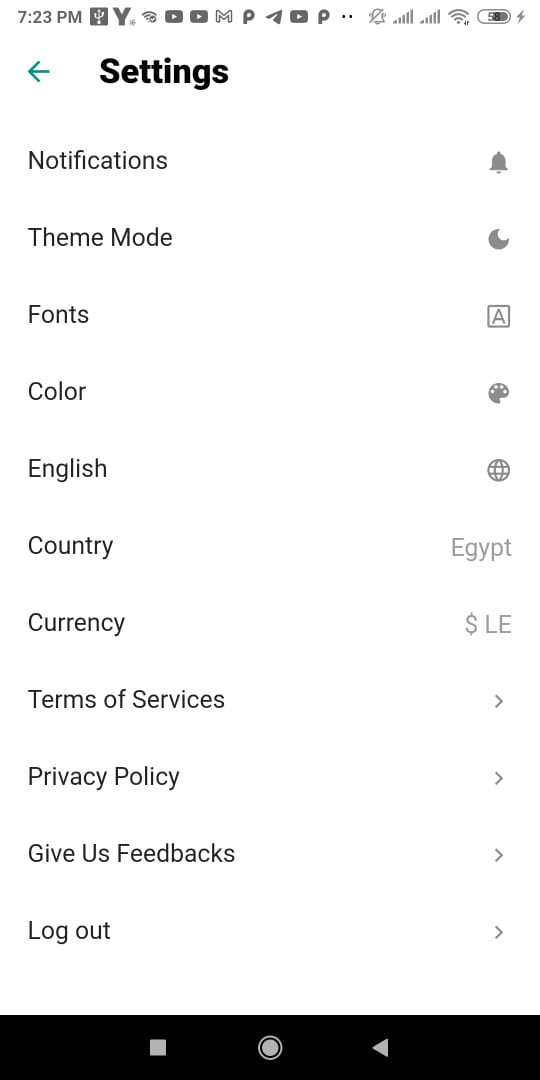 7:23 PM 58
Settings
Notifications
Theme Mode
Fonts
A
Color
English
Country Egypt
Currency $ LE
Terms of Services
Privacy Policy
Give Us Feedbacks
Log out